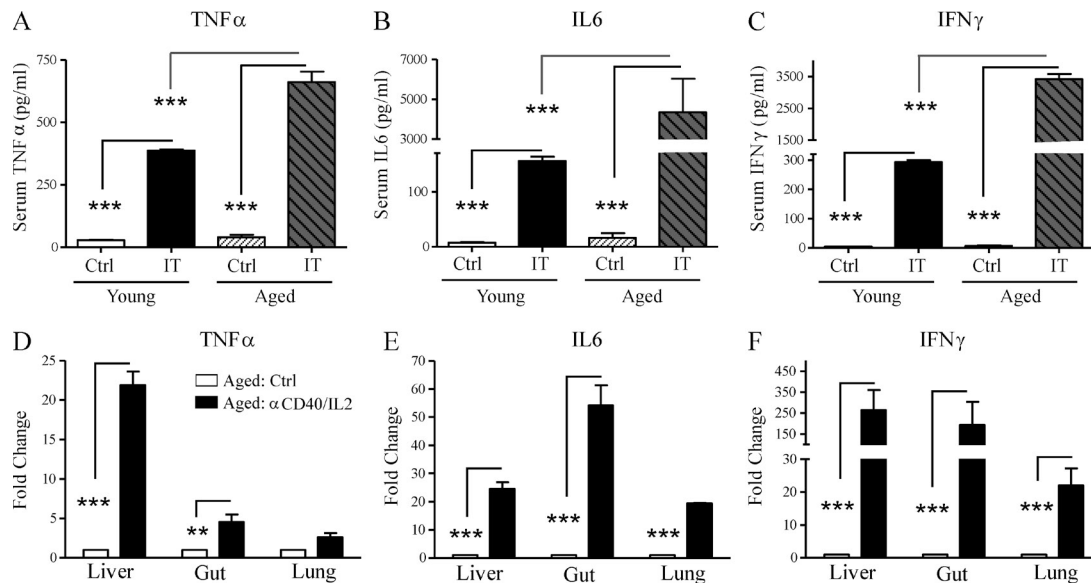 A TNFα
Serum TNFα (pg/ml)
750
500
250
0
***
***
***
Ctrl IT Ctrl IT
Young Aged
B IL6
Serum IL6 (pg/ml)
7000
5000
3000
100
0
***
***
***
Ctrl IT Ctrl IT
Young Aged
C IFNγ
Serum IFNγ (pg/ml)
3500
2500
1500
300
200
100
0
***
***
***
Ctrl IT Ctrl IT
Young Aged
D TNFα
Fold Change
25
20
15
10
5
0
Aged: Ctrl
Aged: αCD40/IL2
***
**
Liver Gut Lung
E IL6
Fold Change
70
60
50
40
30
20
10
0
***
***
***
Liver Gut Lung
F IFNγ
Fold Change
450
350
250
150
50
40
20
0
***
***
***
Liver Gut Lung